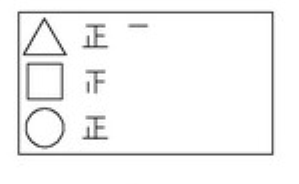 △ 正 一
□ 𝍵
○ 正